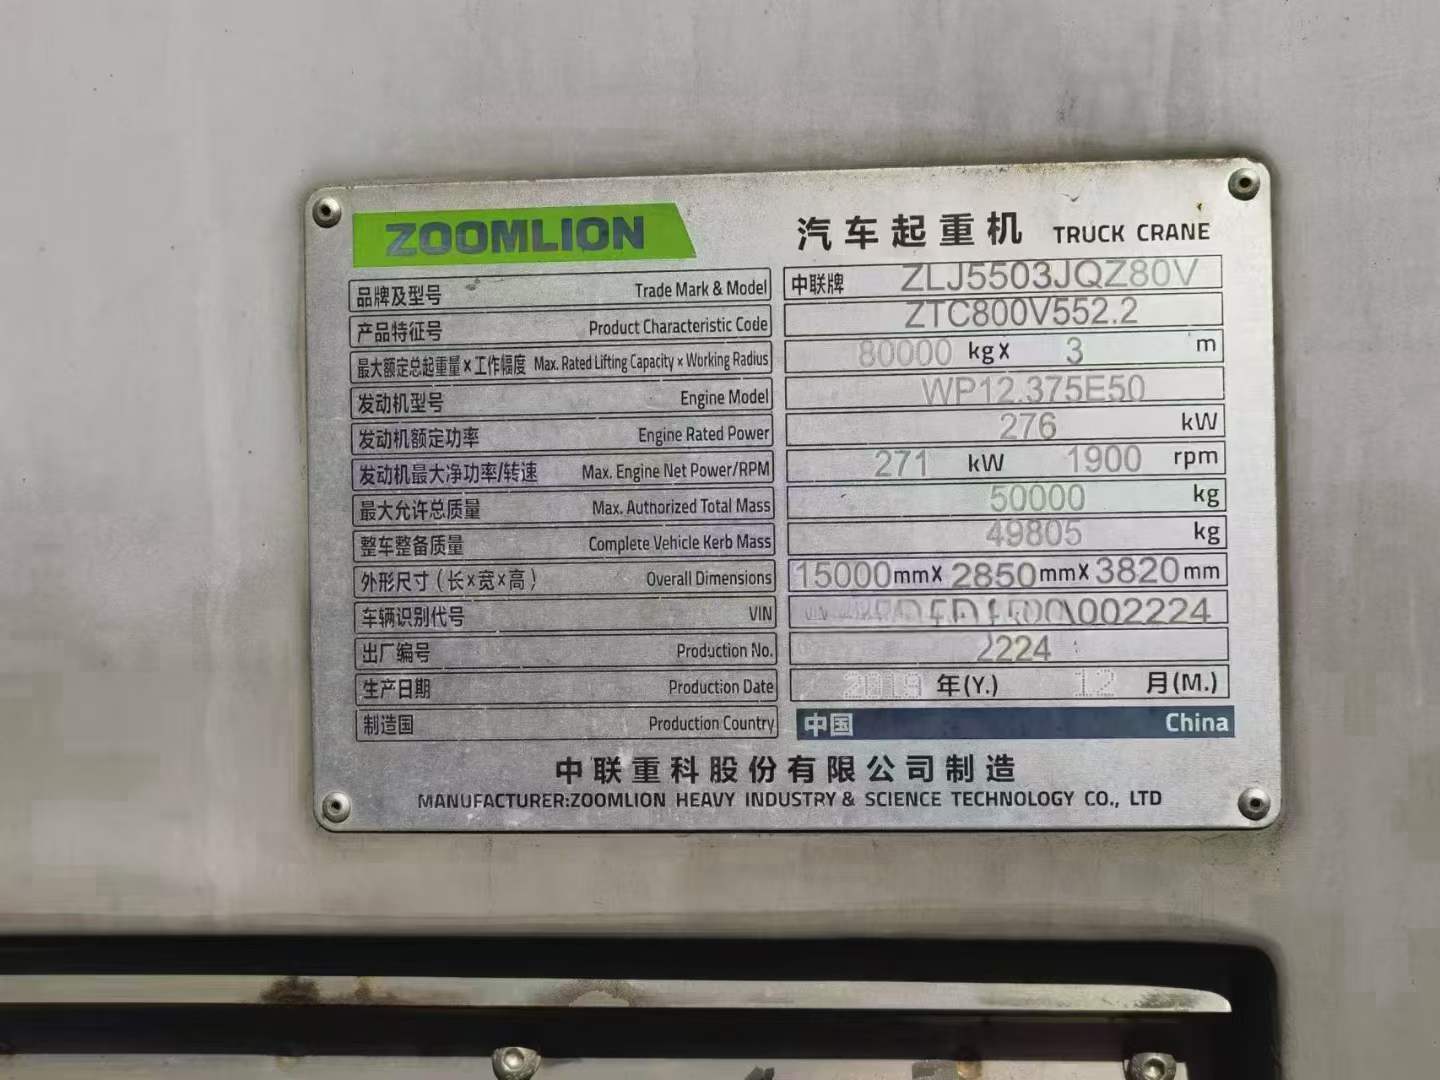 ZOOMLION
汽车起重机 TRUCK CRANE
品牌及型号 Trade Mark & Model 中联牌 ZLJ5503JQZ80V
产品特征号 Product Characteristic Code ZTC800V552.2
最大额定总起重量×工作幅度 Max. Rated Lifting Capacity × Working Radius 80000 kg X 3 m
发动机型号 Engine Model WP12.375E50
发动机额定功率 Engine Rated Power 276 kW
发动机最大净功率/转速 Max. Engine Net Power/RPM 271 kW 1900 rpm
最大允许总质量 Max. Authorized Total Mass 50000 kg
整车整备质量 Complete Vehicle Kerb Mass 49805 kg
外形尺寸(长×宽×高) Overall Dimensions 15000mmX 2850mmX 3820mm
车辆识别代号 VIN 002224
出厂编号 Production No. 2224
生产日期 Production Date 2019 年(Y.) 12 月(M.)
制造国 Production Country 中国 China
中联重科股份有限公司制造
MANUFACTURER:ZOOMLION HEAVY INDUSTRY & SCIENCE TECHNOLOGY CO., LTD